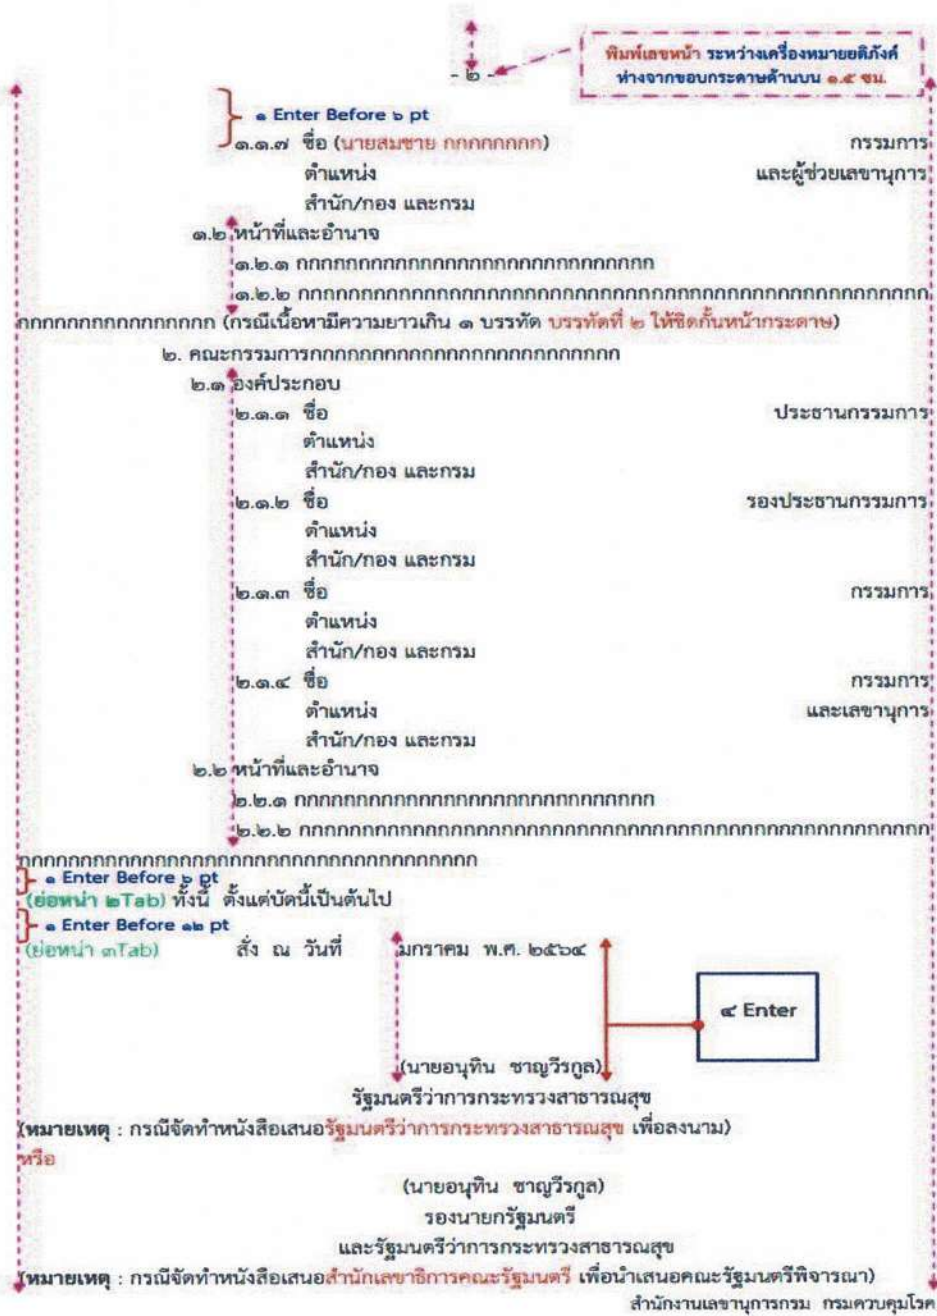 พิมพ์เลขหน้า ระหว่างเครื่องหมายยติภังค์
ห่างจากขอบกระดาษด้านบน ๑.๕ ซม.
- ๒ -
๑ Enter Before ๖ pt
๑.๑.๗ ชื่อ (นายสมชาย กกกกกกกก) กรรมการ
ตำแหน่ง และผู้ช่วยเลขานุการ
สำนัก/กอง และกรม
๑.๒ หน้าที่และอำนาจ
๑.๒.๑ กกกกกกกกกกกกกกกกกกกกกกกกกกกกก
๑.๒.๒ กกกกกกกกกกกกกกกกกกกกกกกกกกกกกกกกกกกกกกกกกกกกกกกกกกก
กกกกกกกกกกกกกกกก (กรณีเนื้อหามีความยาวเกิน ๑ บรรทัด บรรทัดที่ ๒ ให้ชิดกั้นหน้ากระดาษ)
๒. คณะกรรมการกกกกกกกกกกกกกกกกกกกกกกกกก
๒.๑ องค์ประกอบ
๒.๑.๑ ชื่อ ประธานกรรมการ
ตำแหน่ง
สำนัก/กอง และกรม
๒.๑.๒ ชื่อ รองประธานกรรมการ
ตำแหน่ง
สำนัก/กอง และกรม
๒.๑.๓ ชื่อ กรรมการ
ตำแหน่ง
สำนัก/กอง และกรม
๒.๑.๔ ชื่อ กรรมการ
ตำแหน่ง และเลขานุการ
สำนัก/กอง และกรม
๒.๒ หน้าที่และอำนาจ
๒.๒.๑ กกกกกกกกกกกกกกกกกกกกกกกกกกกกก
๒.๒.๒ กกกกกกกกกกกกกกกกกกกกกกกกกกกกกกกกกกกกกกกกกกกกกกกกกกก
กกกกกกกกกกกกกกกกกกกกกกกกกกกกกกกกกกกกก
๑ Enter Before ๖ pt
(ย่อหน้า ๒Tab) ทั้งนี้ ตั้งแต่บัดนี้เป็นต้นไป
๑ Enter Before ๑๒ pt
(ย่อหน้า ๓Tab) สั่ง ณ วันที่ มกราคม พ.ศ. ๒๕๖๔
๔ Enter
(นายอนุทิน ชาญวีรกูล)
รัฐมนตรีว่าการกระทรวงสาธารณสุข
(หมายเหตุ : กรณีจัดทำหนังสือเสนอรัฐมนตรีว่าการกระทรวงสาธารณสุข เพื่อลงนาม)
หรือ
(นายอนุทิน ชาญวีรกูล)
รองนายกรัฐมนตรี
และรัฐมนตรีว่าการกระทรวงสาธารณสุข
(หมายเหตุ : กรณีจัดทำหนังสือเสนอสำนักเลขาธิการคณะรัฐมนตรี เพื่อนำเสนอคณะรัฐมนตรีพิจารณา)
สำนักงานเลขานุการกรม กรมควบคุมโรค